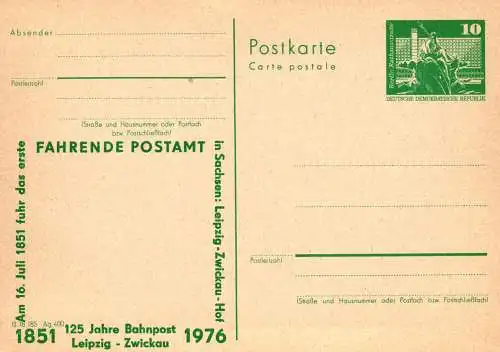 Absender
Postleitzahl
(Straße und Hausnummer oder Postfach
bzw. Postschließfach)
Am 16. Juli 1851 fuhr das erste
FAHRENDE POSTAMT
in Sachsen: Leipzig - Zwickau - Hof
1851
125 Jahre Bahnpost
Leipzig - Zwickau
1976
Postkarte
Carte postale
10
DEUTSCHE DEMOKRATISCHE REPUBLIK
Postleitzahl
(Straße und Hausnummer oder Postfach bzw. Postschließfach)